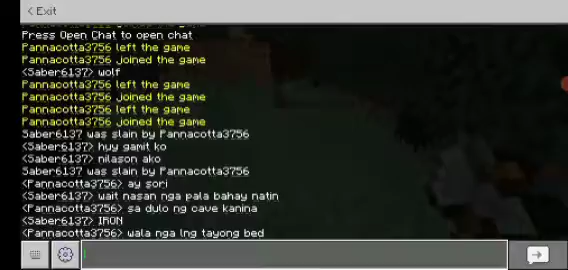 < Exit
Press Open Chat to open chat
Pannacotta3756 left the game
Pannacotta3756 joined the game
<Saber6137> wolf
Pannacotta3756 left the game
Pannacotta3756 joined the game
Pannacotta3756 left the game
Pannacotta3756 joined the game
Saber6137 was slain by Pannacotta3756
<Saber6137> huy gamit ko
<Saber6137> nilason ako
Saber6137 was slain by Pannacotta3756
<Pannacotta3756> ay sori
<Saber6137> wait nasan nga pala bahay natin
<Pannacotta3756> sa dulo ng cave kanina
<Saber6137> IRON
<Pannacotta3756> wala nga lng tayong bed